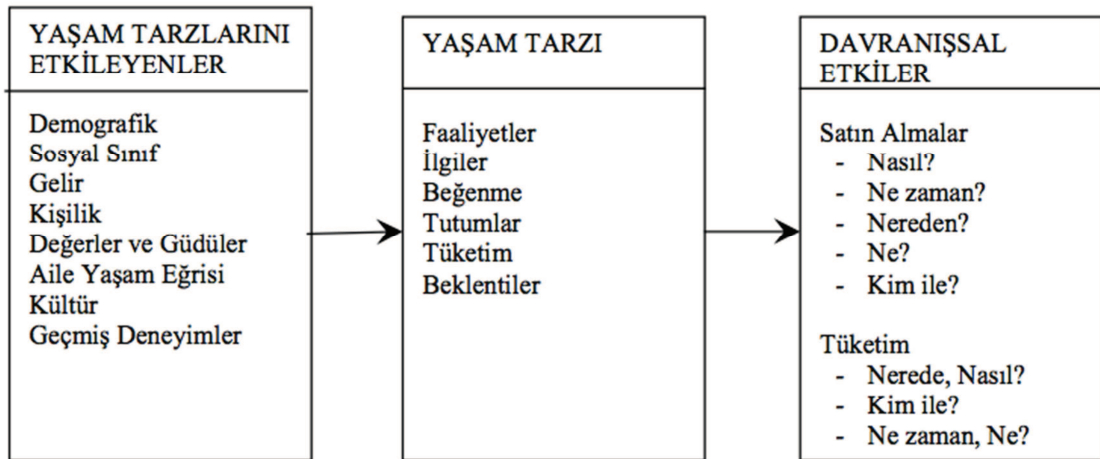 YAŞAM TARZLARINI
ETKİLEYENLER
Demografik
Sosyal Sınıf
Gelir
Kişilik
Değerler ve Güdüler
Aile Yaşam Eğrisi
Kültür
Geçmiş Deneyimler
YAŞAM TARZI
Faaliyetler
İlgiler
Beğenme
Tutumlar
Tüketim
Beklentiler
DAVRANIŞSAL
ETKİLER
Satın Almalar
- Nasıl?
- Ne zaman?
- Nereden?
- Ne?
- Kim ile?
Tüketim
- Nerede, Nasıl?
- Kim ile?
- Ne zaman, Ne?